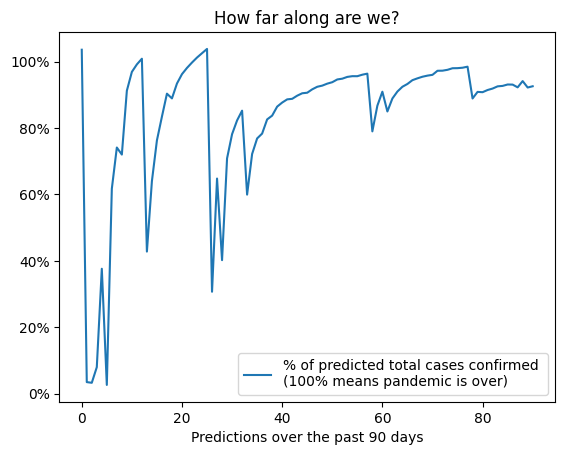 How far along are we?
100%
80%
60%
40%
20%
0%
% of predicted total cases confirmed
(100% means pandemic is over)
0 20 40 60 80
Predictions over the past 90 days